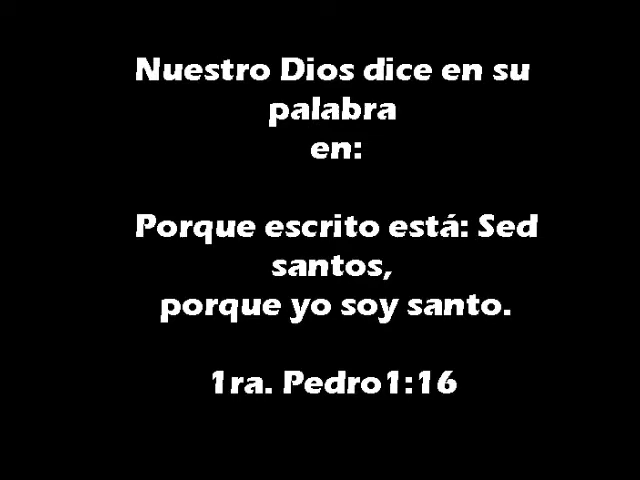 Nuestro Dios dice en su
palabra
en:
Porque escrito está: Sed
santos,
porque yo soy santo.
1ra. Pedro1:16